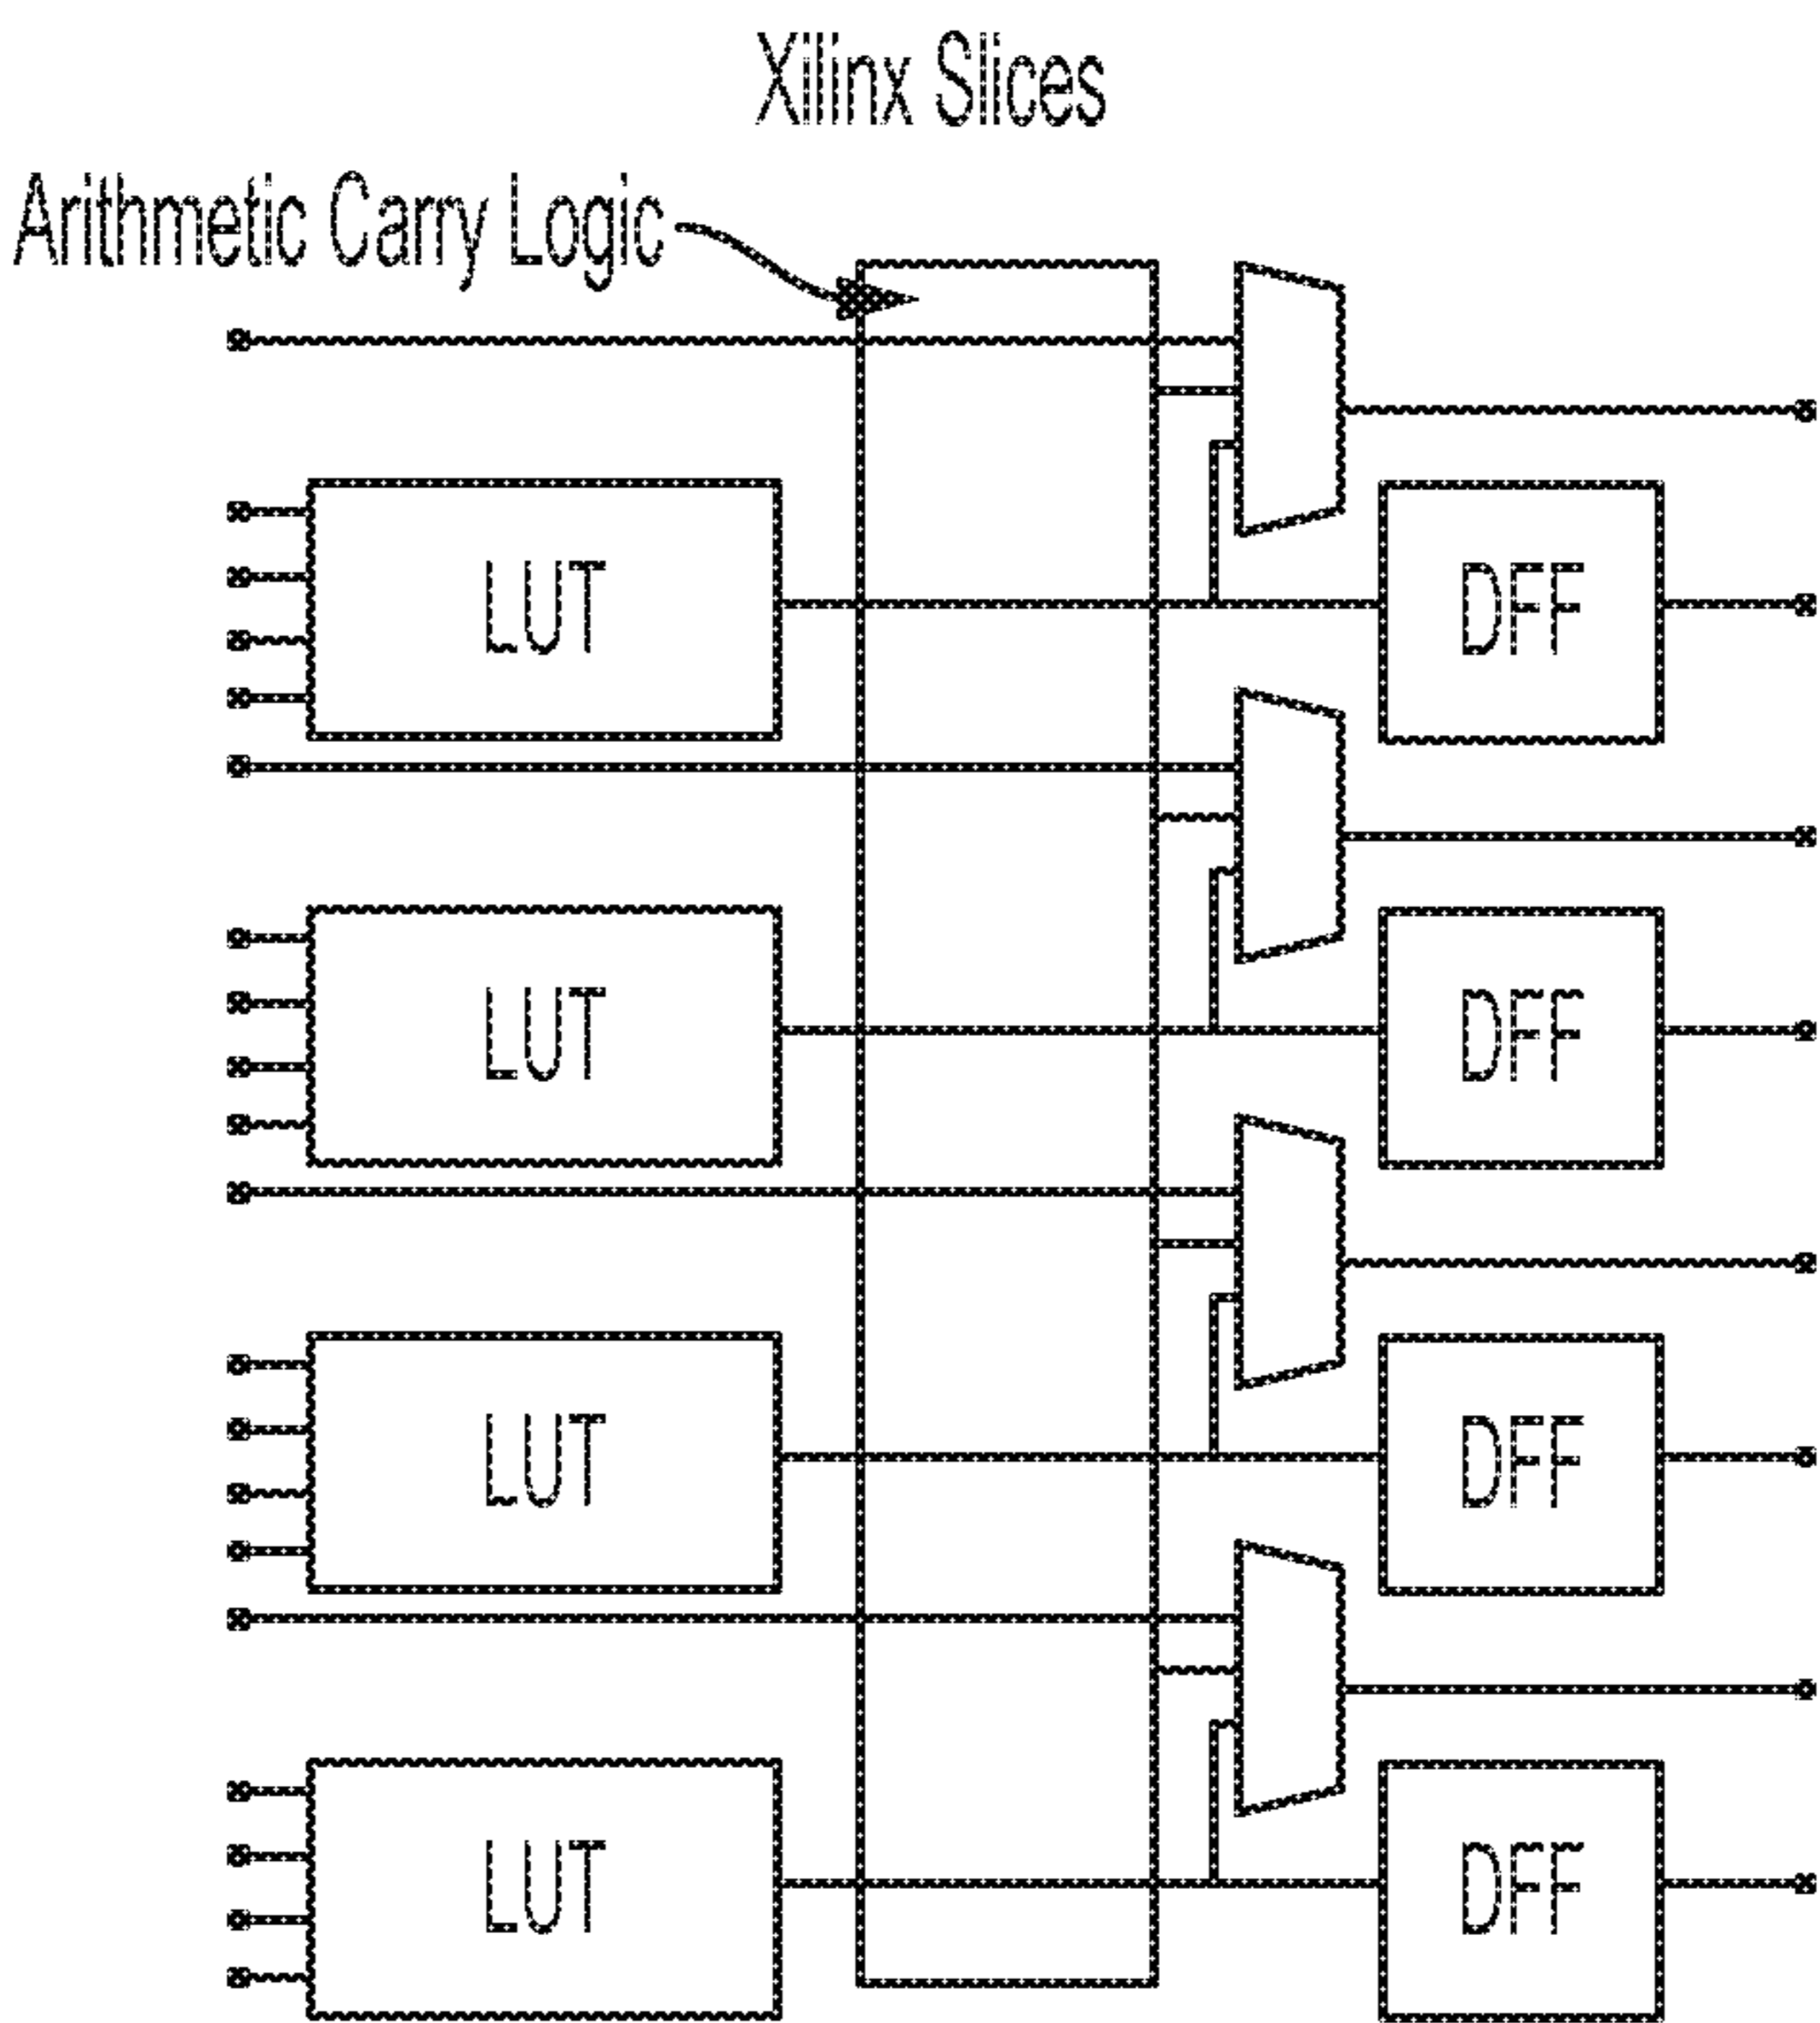 Xilinx Slices
Arithmetic Carry Logic
LUT
DFF
LUT
DFF
LUT
DFF
LUT
DFF